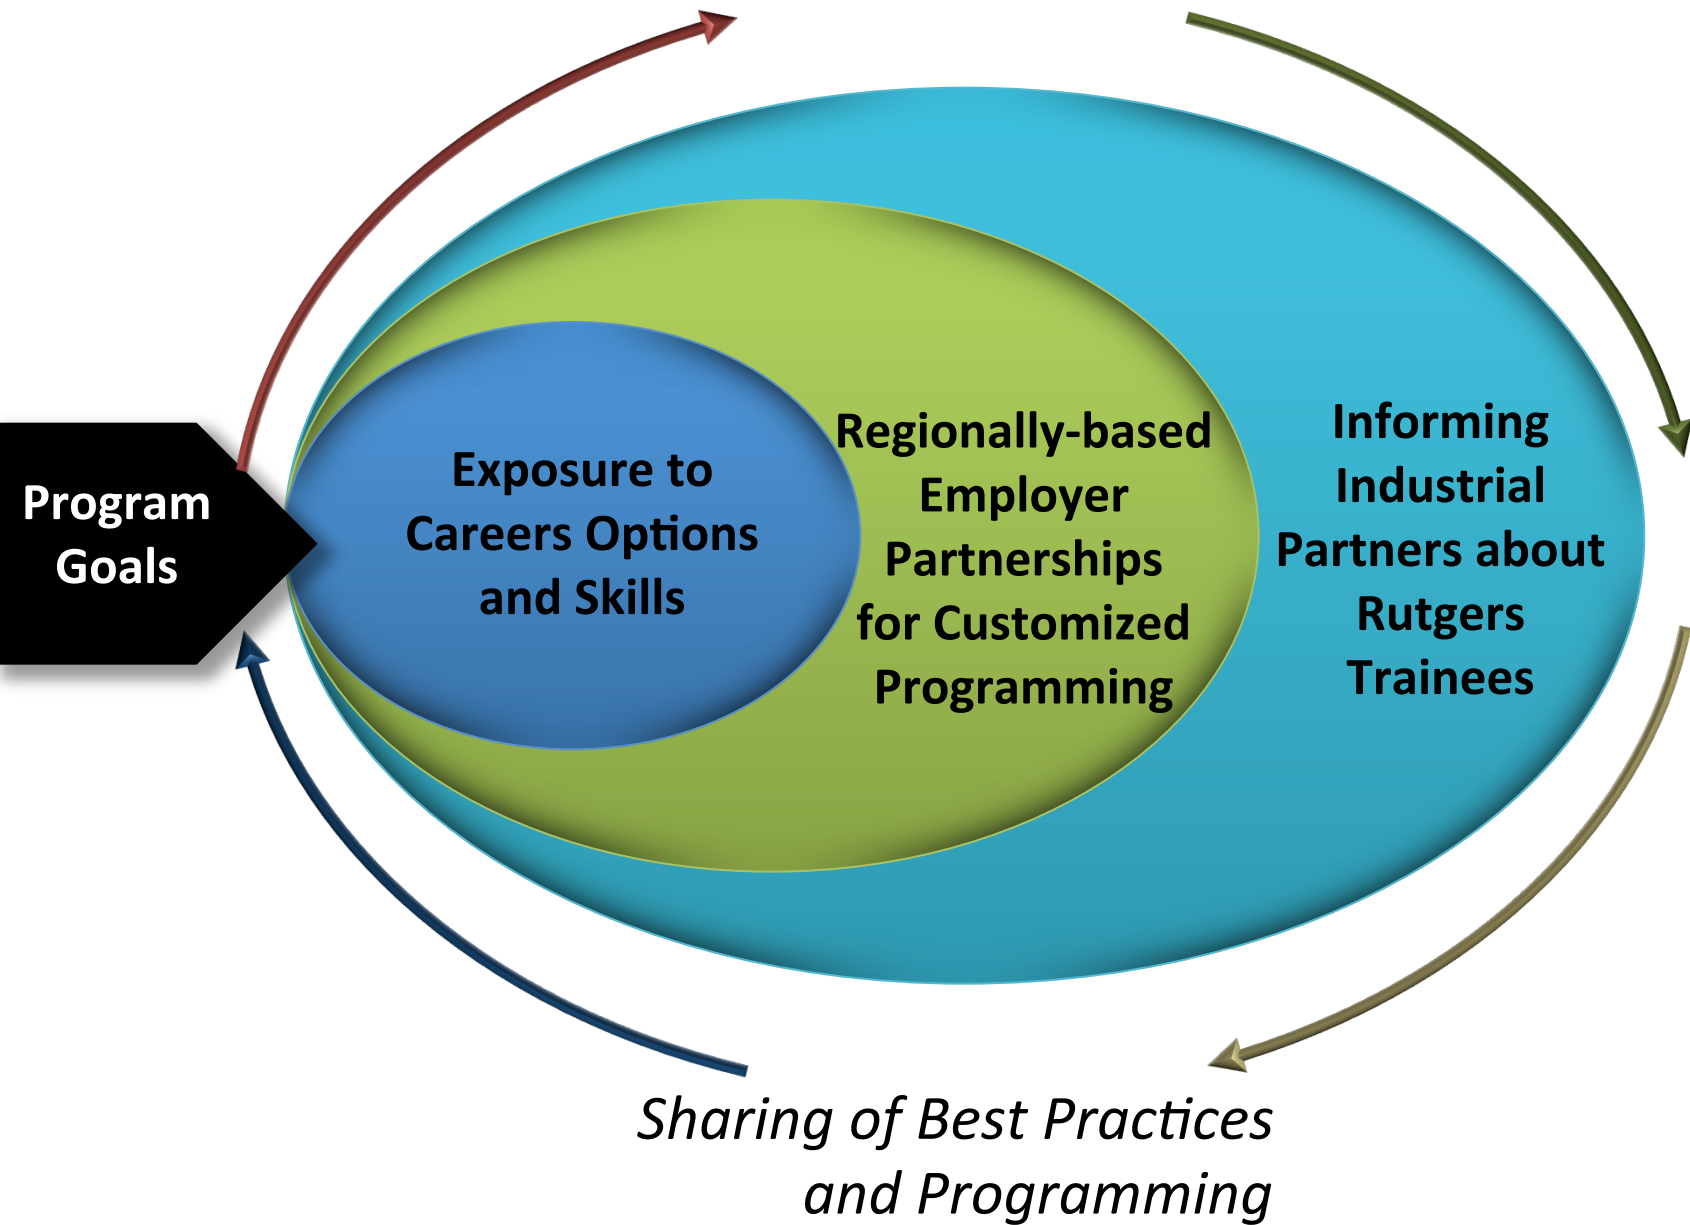 Program
Goals
Exposure to
Careers Options
and Skills
Regionally-based
Employer
Partnerships
for Customized
Programming
Informing
Industrial
Partners about
Rutgers
Trainees
Sharing of Best Practices
and Programming